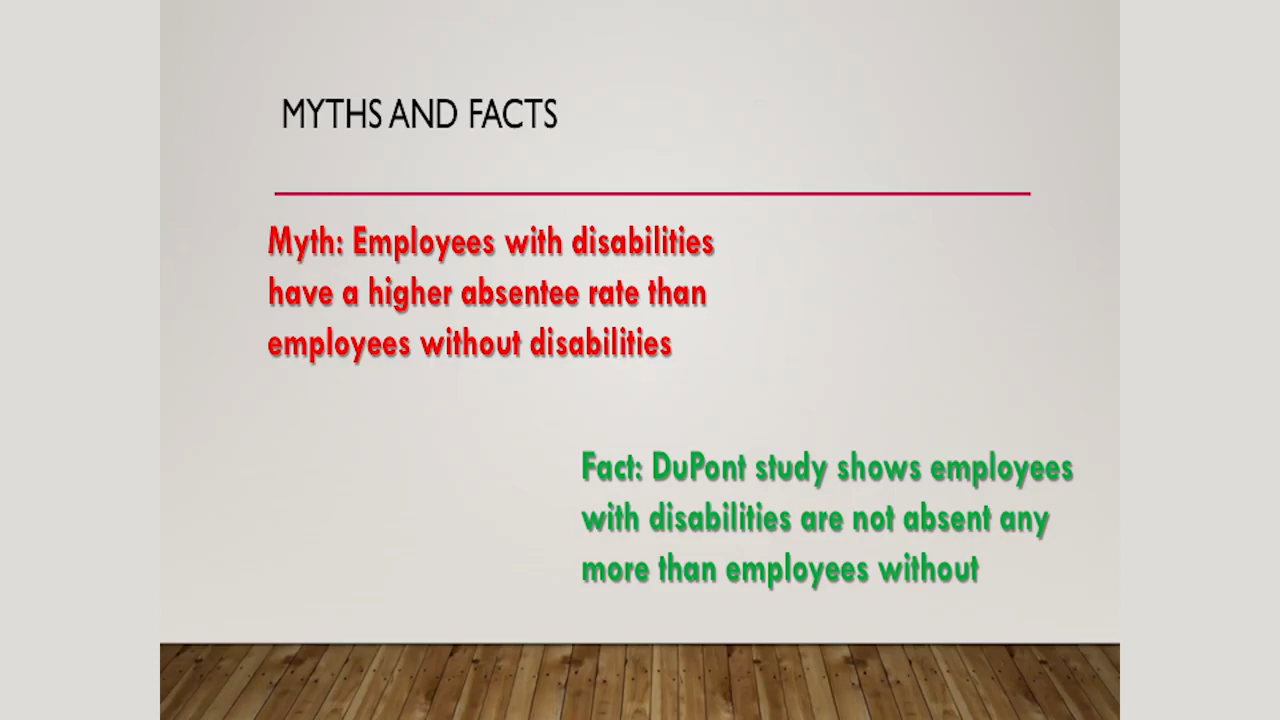 MYTHS AND FACTS
Myth: Employees with disabilities
have a higher absentee rate than
employees without disabilities
Fact: DuPont study shows employees
with disabilities are not absent any
more than employees without